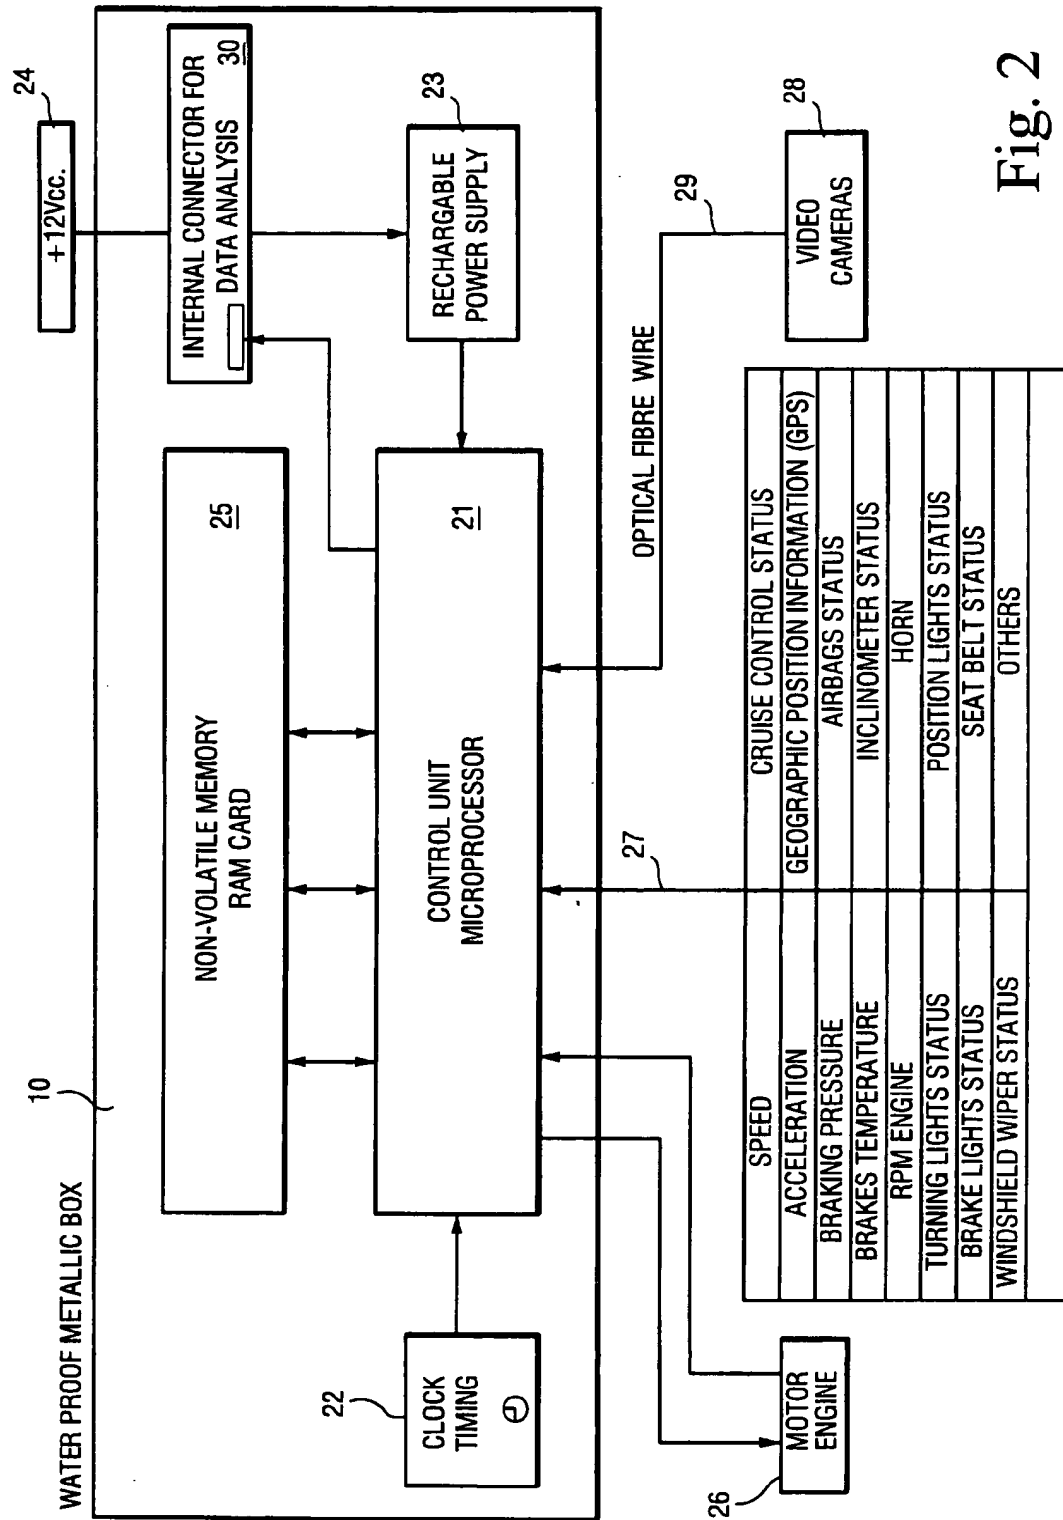 WATER PROOF METALLIC BOX
10
24
+12Vcc.
NON-VOLATILE MEMORY
RAM CARD
25
INTERNAL CONNECTOR FOR
DATA ANALYSIS
30
22
CLOCK
TIMING
CONTROL UNIT
MICROPROCESSOR
21
RECHARGABLE
POWER SUPPLY
23
OPTICAL FIBRE WIRE
29
27
26
MOTOR
ENGINE
SPEED
CRUISE CONTROL STATUS
ACCELERATION
GEOGRAPHIC POSITION INFORMATION (GPS)
BRAKING PRESSURE
AIRBAGS STATUS
BRAKES TEMPERATURE
INCLINOMETER STATUS
RPM ENGINE
HORN
TURNING LIGHTS STATUS
POSITION LIGHTS STATUS
BRAKE LIGHTS STATUS
SEAT BELT STATUS
WINDSHIELD WIPER STATUS
OTHERS
VIDEO
CAMERAS
28
Fig. 2